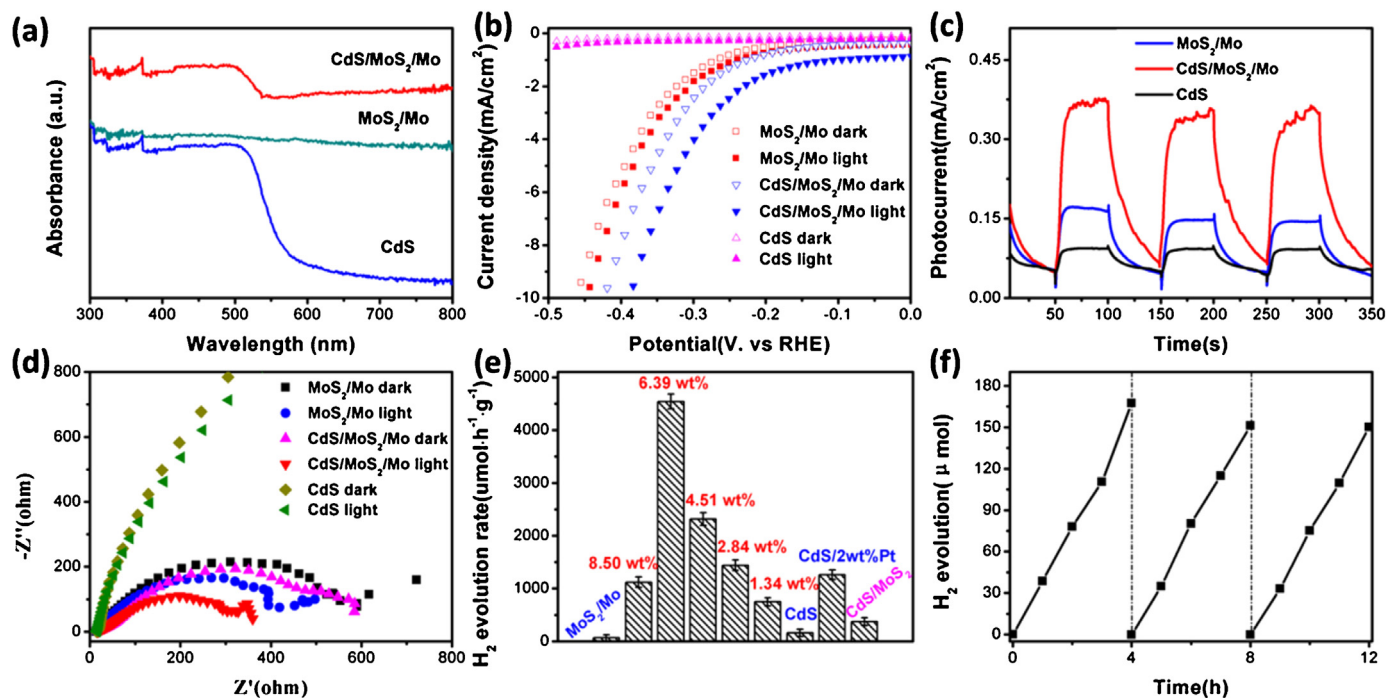 (a)
CdS/MoS₂/Mo
MoS₂/Mo
CdS
Absorbance (a.u.)
300 400 500 600 700 800
Wavelength (nm)
(b)
0
-2
-4
-6
-8
-10
Current density(mA/cm²)
MoS₂/Mo dark
MoS₂/Mo light
CdS/MoS₂/Mo dark
CdS/MoS₂/Mo light
CdS dark
CdS light
-0.5 -0.4 -0.3 -0.2 -0.1 0.0
Potential(V. vs RHE)
(c)
0.45
0.30
0.15
0.00
Photocurrent(mA/cm²)
MoS₂/Mo
CdS/MoS₂/Mo
CdS
50 100 150 200 250 300 350
Time(s)
(d)
800
600
400
200
0
-Z''(ohm)
MoS₂/Mo dark
MoS₂/Mo light
CdS/MoS₂/Mo dark
CdS/MoS₂/Mo light
CdS dark
CdS light
0 200 400 600 800
Z'(ohm)
(e)
5000
4000
3000
2000
1000
0
H₂ evolution rate(umol·h⁻¹·g⁻¹)
MoS₂/Mo
8.50 wt%
6.39 wt%
4.51 wt%
2.84 wt%
1.34 wt%
CdS
CdS/2wt%Pt
CdS/MoS₂
(f)
180
150
120
90
60
30
0
H₂ evolution( μ mol)
0 4 8 12
Time(h)